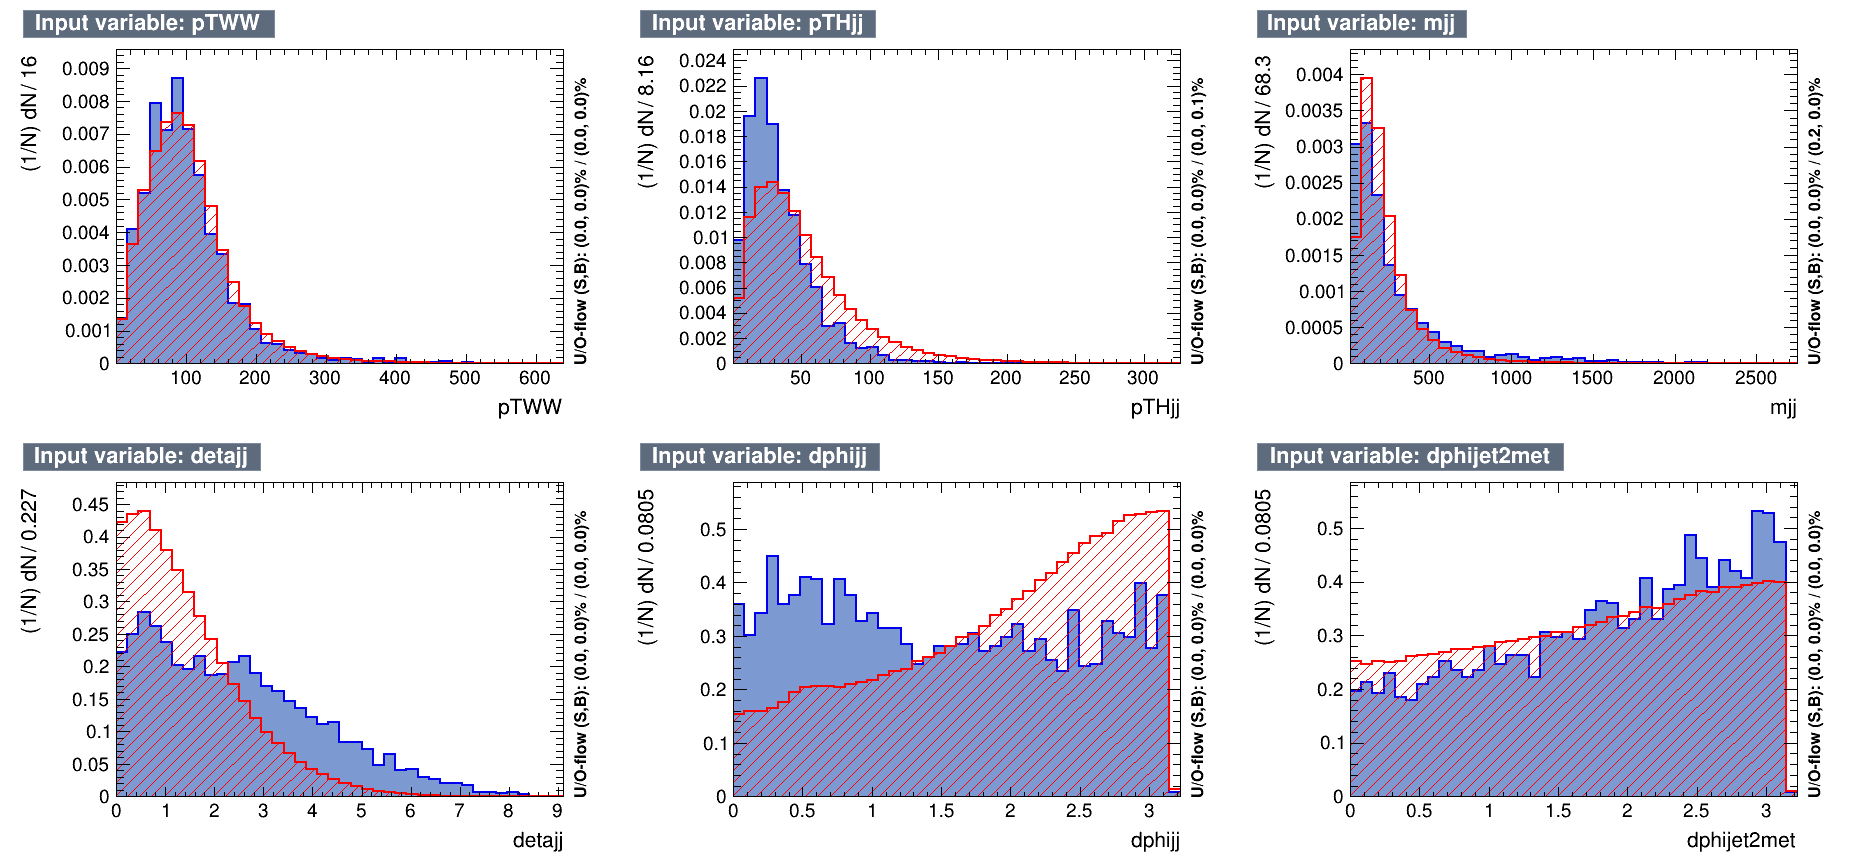 Input variable: pTWW
(1/N) dN / 16
0.009
0.008
0.007
0.006
0.005
0.004
0.003
0.002
0.001
0
100 200 300 400 500 600
pTWW
U/O-flow (S,B): (0.0, 0.0)% / (0.0, 0.0)%
Input variable: pTHjj
(1/N) dN / 8.16
0.024
0.022
0.02
0.018
0.016
0.014
0.012
0.01
0.008
0.006
0.004
0.002
0
50 100 150 200 250 300
pTHjj
U/O-flow (S,B): (0.0, 0.0)% / (0.0, 0.1)%
Input variable: mjj
(1/N) dN / 68.3
0.004
0.0035
0.003
0.0025
0.002
0.0015
0.001
0.0005
0
500 1000 1500 2000 2500
mjj
U/O-flow (S,B): (0.0, 0.0)% / (0.2, 0.0)%
Input variable: detajj
(1/N) dN / 0.227
0.45
0.4
0.35
0.3
0.25
0.2
0.15
0.1
0.05
0
0 1 2 3 4 5 6 7 8 9
detajj
U/O-flow (S,B): (0.0, 0.0)% / (0.0, 0.0)%
Input variable: dphijj
(1/N) dN / 0.0805
0.5
0.4
0.3
0.2
0.1
0
0 0.5 1 1.5 2 2.5 3
dphijj
U/O-flow (S,B): (0.0, 0.0)% / (0.0, 0.0)%
Input variable: dphijet2met
(1/N) dN / 0.0805
0.5
0.4
0.3
0.2
0.1
0
0 0.5 1 1.5 2 2.5 3
dphijet2met
U/O-flow (S,B): (0.0, 0.0)% / (0.0, 0.0)%